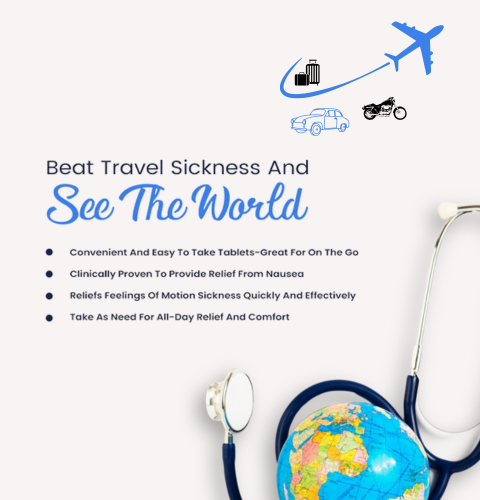 Beat Travel Sickness And
See The World
Convenient And Easy To Take Tablets-Great For On The Go
Clinically Proven To Provide Relief From Nausea
Reliefs Feelings Of Motion Sickness Quickly And Effectively
Take As Need For All-Day Relief And Comfort